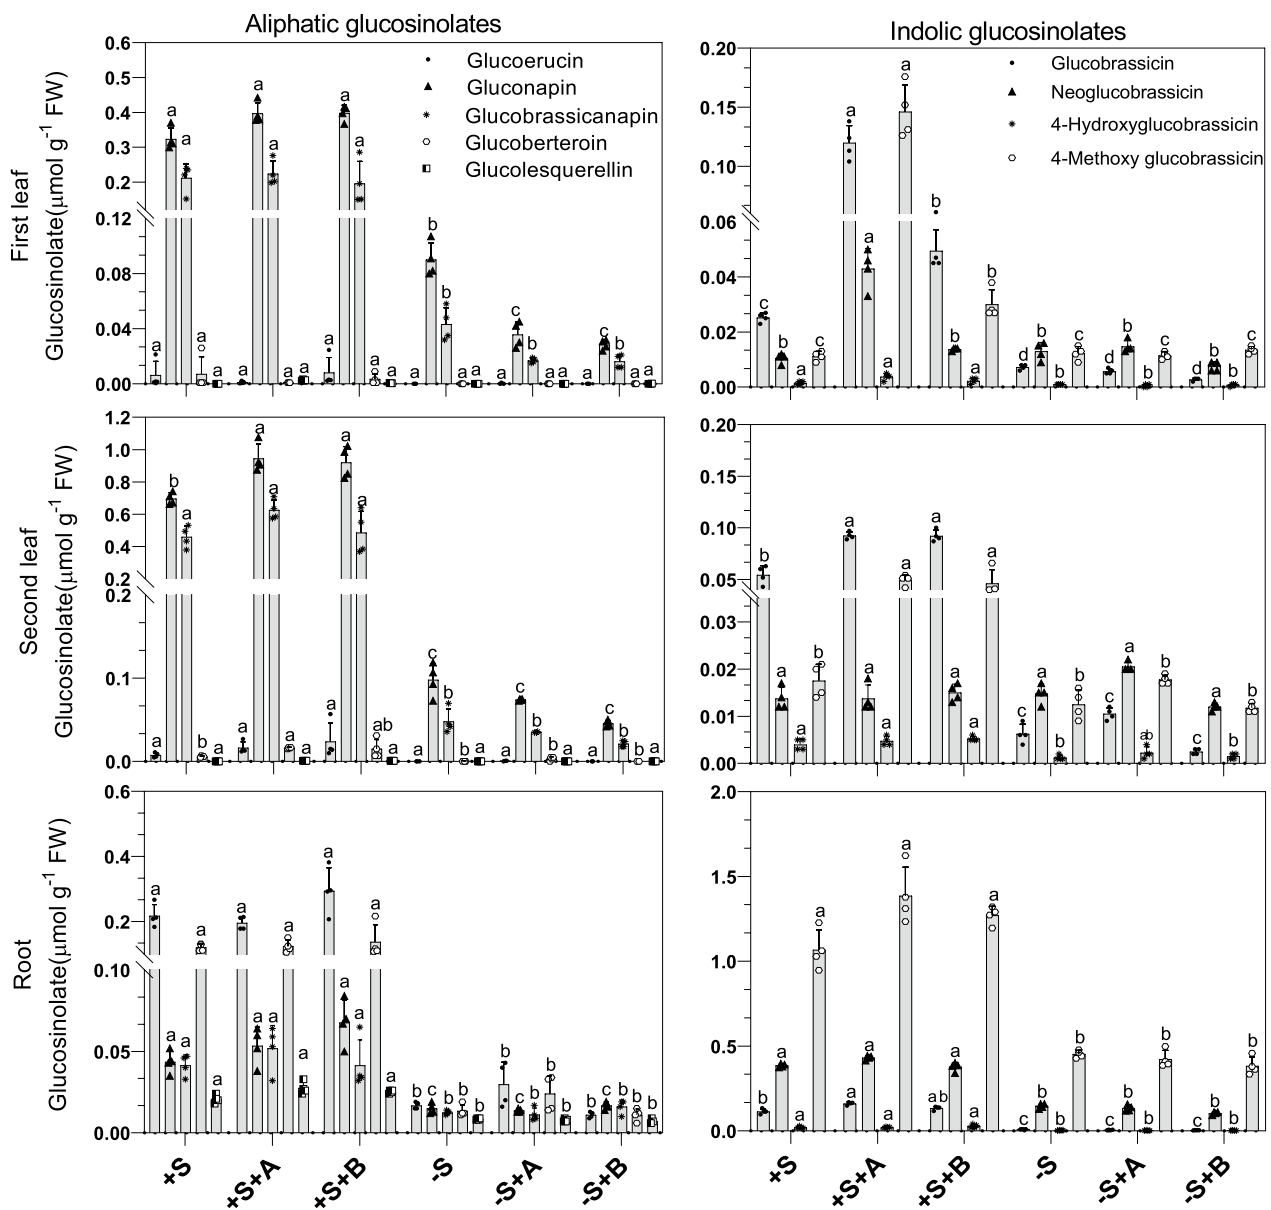 Aliphatic glucosinolates
Indolic glucosinolates
First leaf
Glucosinolate(μmol g-1 FW)
0.6
0.5
0.4
0.3
0.2
0.12
0.08
0.04
0.00
Glucoerucin
Gluconapin
Glucobrassicanapin
Glucoberteroin
Glucolesquerellin
a a a a a
a a a a a
a a a a a
a b b a a
a c b a a
a c b a a
0.20
0.15
0.10
0.06
0.04
0.02
0.00
Glucobrassicin
Neoglucobrassicin
4-Hydroxyglucobrassicin
4-Methoxy glucobrassicin
c b a c
a a a a
b b a b
d b b c
d b b c
d b b c
Second leaf
Glucosinolate(μmol g-1 FW)
1.2
1.0
0.8
0.6
0.4
0.2
0.2
0.1
0.0
a b a b a
a a a a a
a a a ab a
a c b b a
a c b b a
a c b b a
0.20
0.15
0.10
0.05
0.03
0.02
0.01
0.00
b a a b
a a a a
a a a a
c a b b
c a ab b
c a b b
Root
Glucosinolate(μmol g-1 FW)
0.6
0.4
0.2
0.10
0.05
0.00
a a a a a
a a a a a
a a a a a
b c b b b
b c b b b
b c b b b
2.0
1.5
1.0
0.5
0.0
b a a a
a a a a
ab a a a
c b b b
c b b b
c b b b
+S
+S+A
+S+B
-S
-S+A
-S+B
+S
+S+A
+S+B
-S
-S+A
-S+B